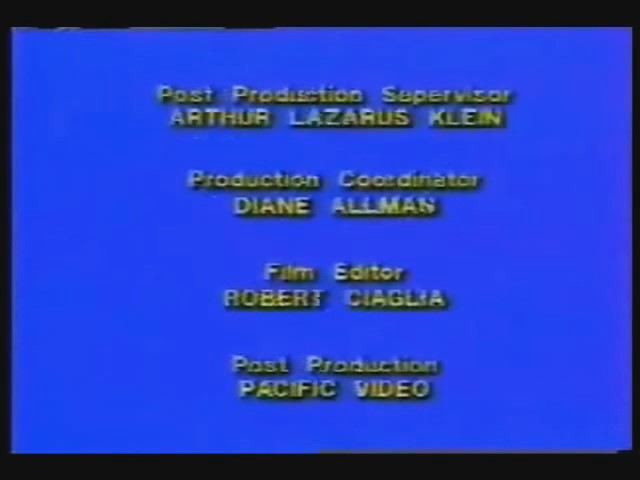 Post Production Supervisor
ARTHUR LAZARUS KLEIN
Production Coordinator
DIANE ALLMAN
Film Editor
ROBERT CIAGLIA
Post Production
PACIFIC VIDEO